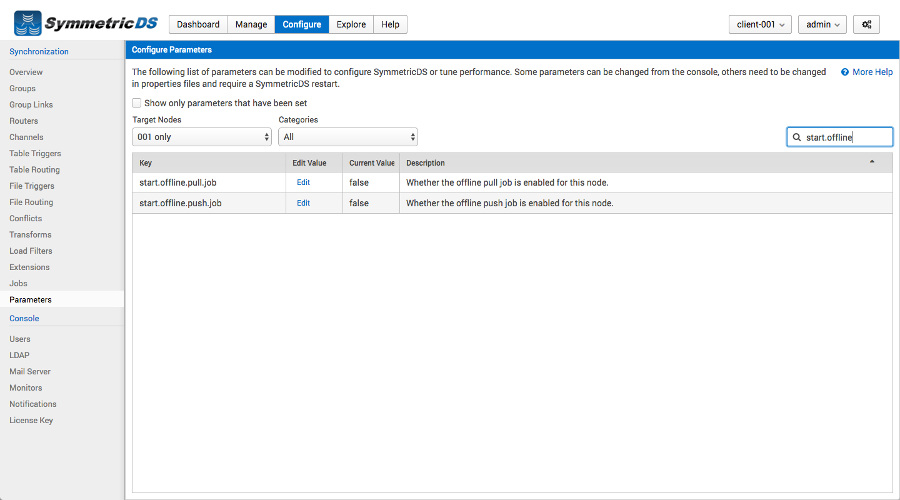 SymmetricDS
Dashboard Manage Configure Explore Help
client-001 admin
Synchronization
Overview
Groups
Group Links
Routers
Channels
Table Triggers
Table Routing
File Triggers
File Routing
Conflicts
Transforms
Load Filters
Extensions
Jobs
Parameters
Console
Users
LDAP
Mail Server
Monitors
Notifications
License Key
Configure Parameters
The following list of parameters can be modified to configure SymmetricDS or tune performance. Some parameters can be changed from the console, others need to be changed
in properties files and require a SymmetricDS restart.
More Help
Show only parameters that have been set
Target Nodes Categories
001 only All start.offline
Key Edit Value Current Value Description
start.offline.pull.job Edit false Whether the offline pull job is enabled for this node.
start.offline.push.job Edit false Whether the offline push job is enabled for this node.